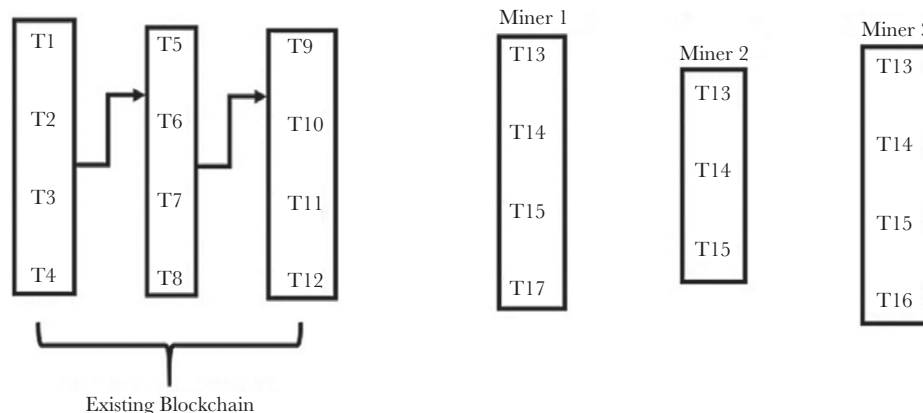 T1
T2
T3
T4
T5
T6
T7
T8
T9
T10
T11
T12
Existing Blockchain
Miner 1
T13
T14
T15
T17
Miner 2
T13
T14
T15
Miner
T13
T14
T15
T16